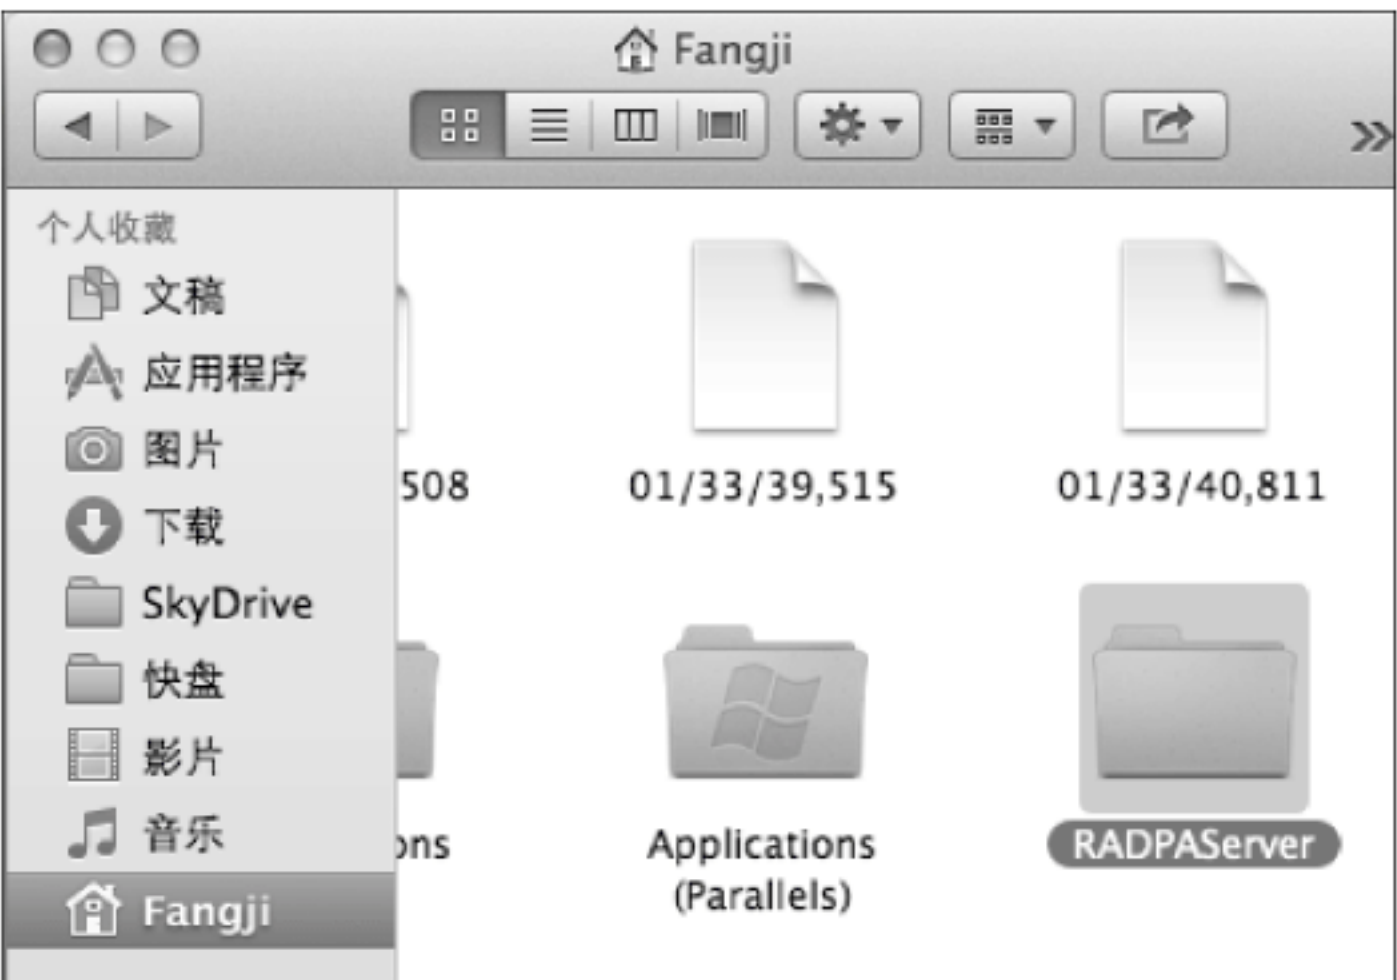 Fangji
个人收藏
文稿
应用程序
图片
下载
SkyDrive
快盘
影片
音乐
Fangji
508
01/33/39,515
01/33/40,811
ons
Applications
(Parallels)
RADPAServer